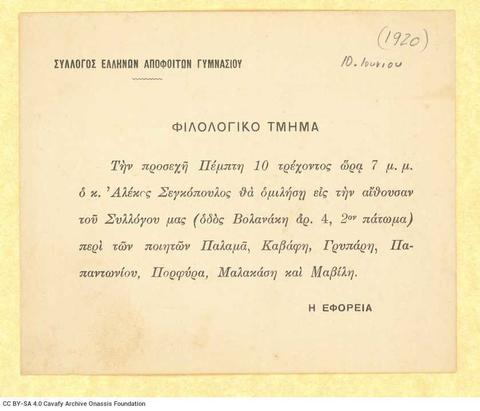 (1920)
10. Ιουνίου
ΣΥΛΛΟΓΟΣ ΕΛΛΗΝΩΝ ΑΠΟΦΟΙΤΩΝ ΓΥΜΝΑΣΙΟΥ
ΦΙΛΟΛΟΓΙΚΟ ΤΜΗΜΑ
Τὴν προσεχῆ Πέμπτη 10 τρέχοντος ὥρᾳ 7 μ. μ.
ὁ κ. Ἀλέκος Σεγκόπουλος θὰ ὁμιλήσῃ εἰς τὴν αἴθουσαν
τοῦ Συλλόγου μας (ὁδὸς Βολανάκη ἀρ. 4, 2ον πάτωμα)
περὶ τῶν ποιητῶν Παλαμᾶ, Καβάφη, Γρυπάρη, Πα-
παντωνίου, Πορφύρα, Μαλακάση καὶ Μαβίλη.
Η ΕΦΟΡΕΙΑ
CC BY-SA 4.0 Cavafy Archive Onassis Foundation